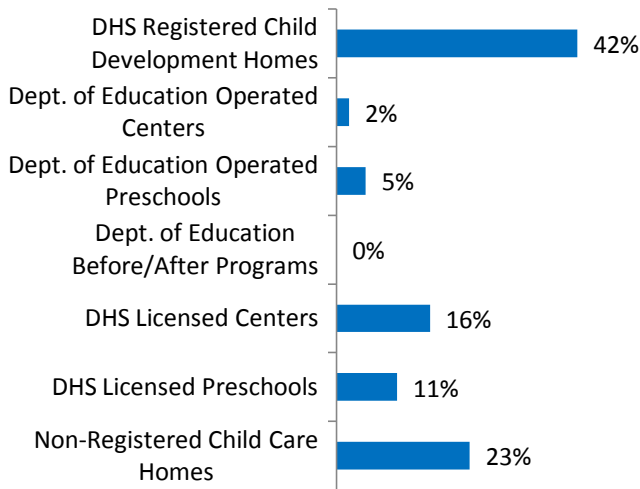 DHS Registered Child
Development Homes
42%
Dept. of Education Operated
Centers
2%
Dept. of Education Operated
Preschools
5%
Dept. of Education
Before/After Programs
0%
DHS Licensed Centers
16%
DHS Licensed Preschools
11%
Non-Registered Child Care
Homes
23%